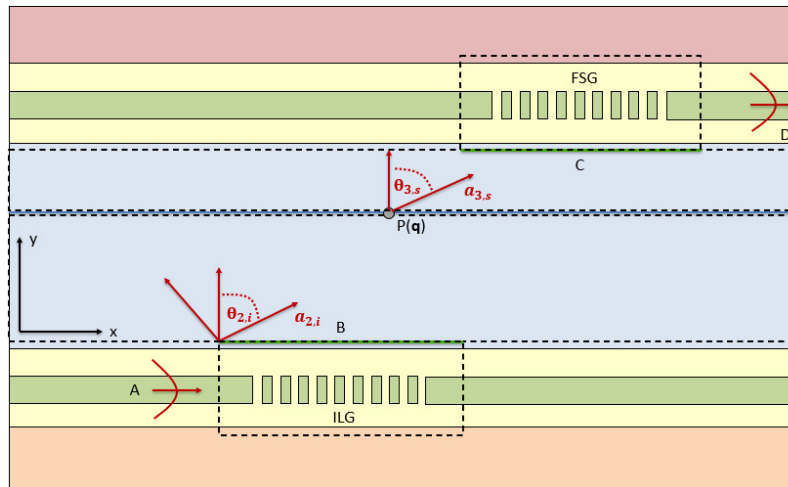 FSG
D
C
θ3,s
a3,s
P(q)
y
x
θ2,i
a2,i
B
A
ILG